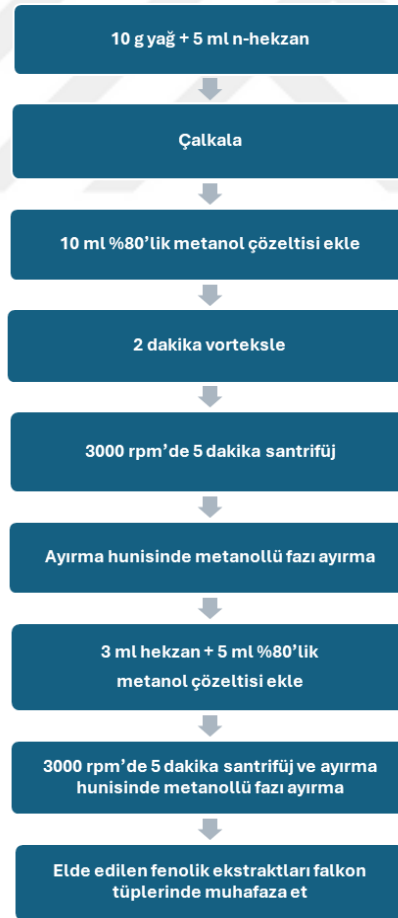 10 g yağ + 5 ml n-hekzan
Çalkala
10 ml %80’lik metanol çözeltisi ekle
2 dakika vorteksle
3000 rpm’de 5 dakika santrifüj
Ayırma hunisinde metanollü fazı ayırma
3 ml hekzan + 5 ml %80’lik
metanol çözeltisi ekle
3000 rpm’de 5 dakika santrifüj ve ayırma
hunisinde metanollü fazı ayırma
Elde edilen fenolik ekstraktları falkon
tüplerinde muhafaza et